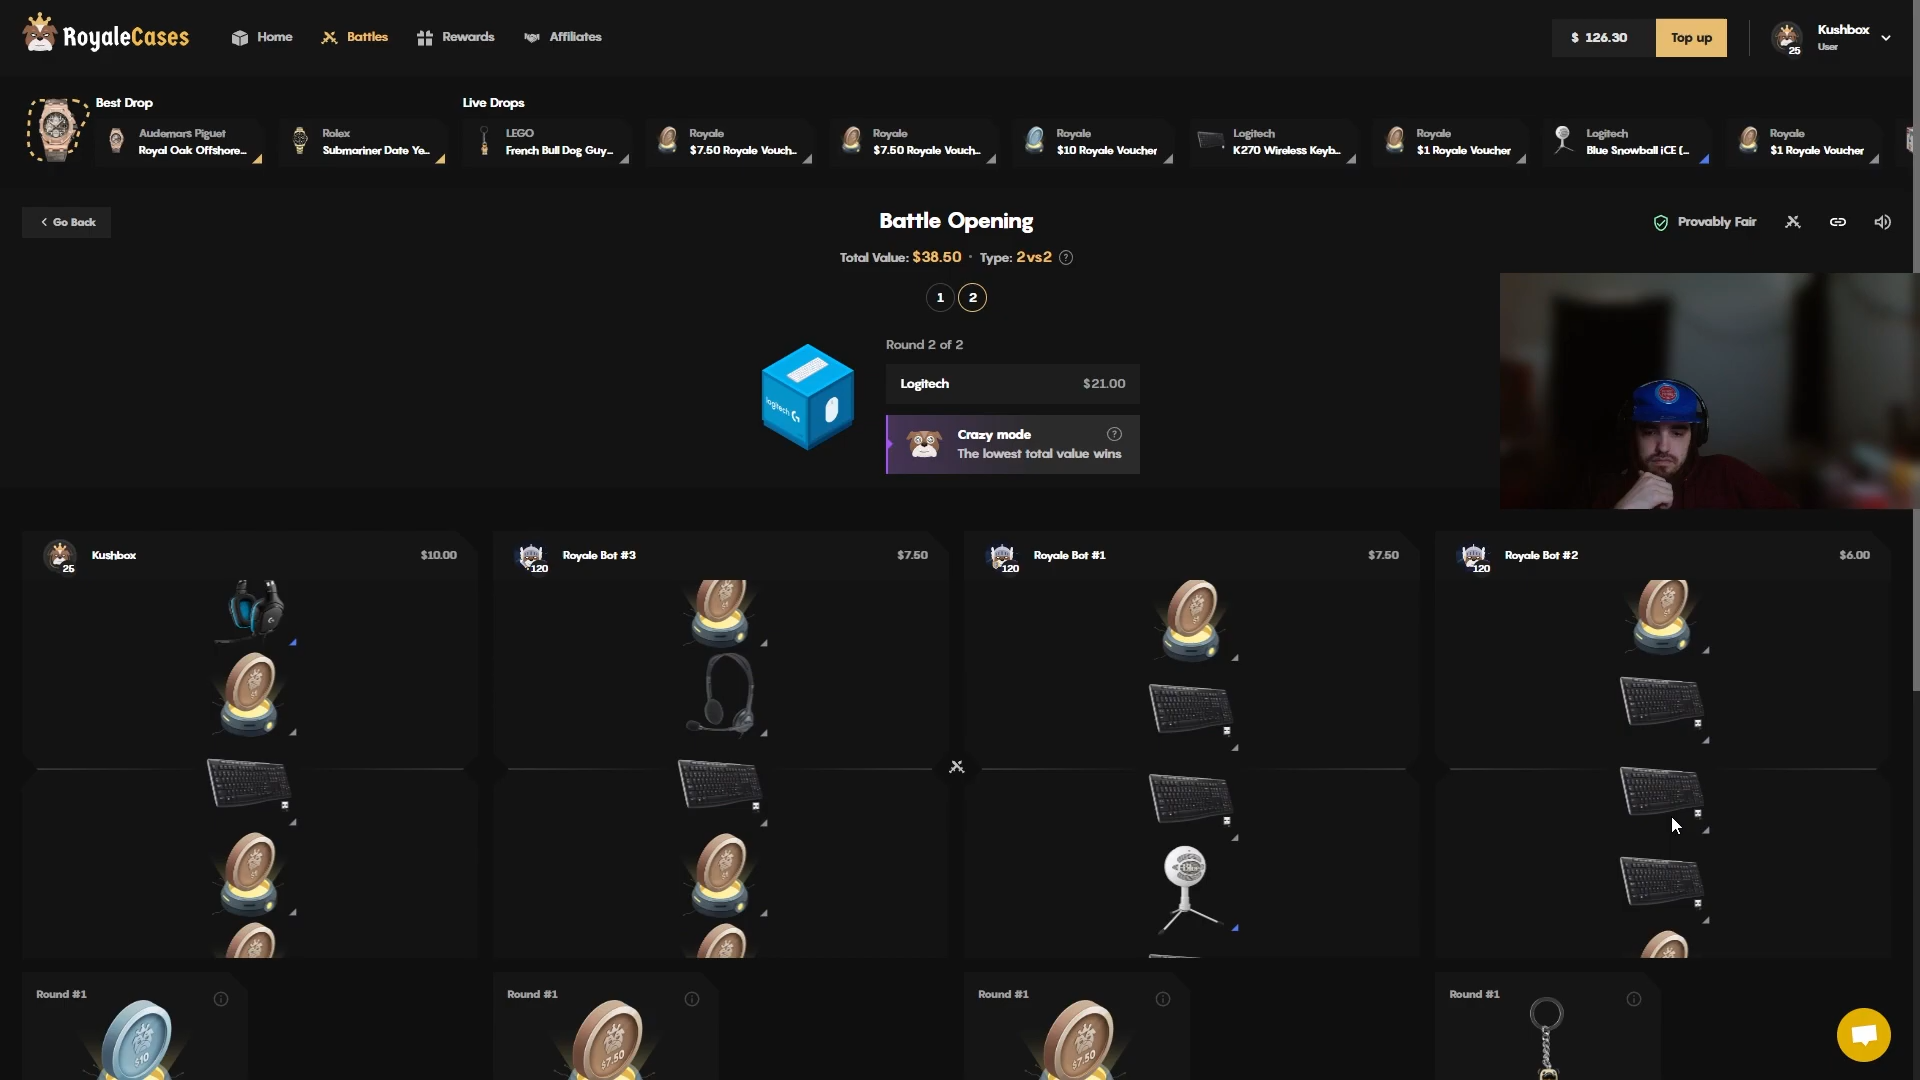 RoyaleCases
Home
Battles
Rewards
Affiliates
$ 126.30
Top up
25
Kushbox
User
Best Drop
Live Drops
Audemars Piguet
Royal Oak Offshore...
Rolex
Submariner Date Ye...
LEGO
French Bull Dog Guy...
Royale
$7.50 Royale Vouch...
Royale
$7.50 Royale Vouch...
Royale
$10 Royale Voucher
Logitech
K270 Wireless Keyb...
Royale
$1 Royale Voucher
Logitech
Blue Snowball iCE (...
Royale
$1 Royale Voucher
Go Back
Battle Opening
Provably Fair
Total Value: $38.50 · Type: 2vs2 ?
1 2
Round 2 of 2
Logitech $21.00
Crazy mode ?
The lowest total value wins
logitech G
25 Kushbox $10.00
120 Royale Bot #3 $7.50
120 Royale Bot #1 $7.50
120 Royale Bot #2 $6.00
Round #1
Round #1
Round #1
Round #1
$10
$7.50
$7.50